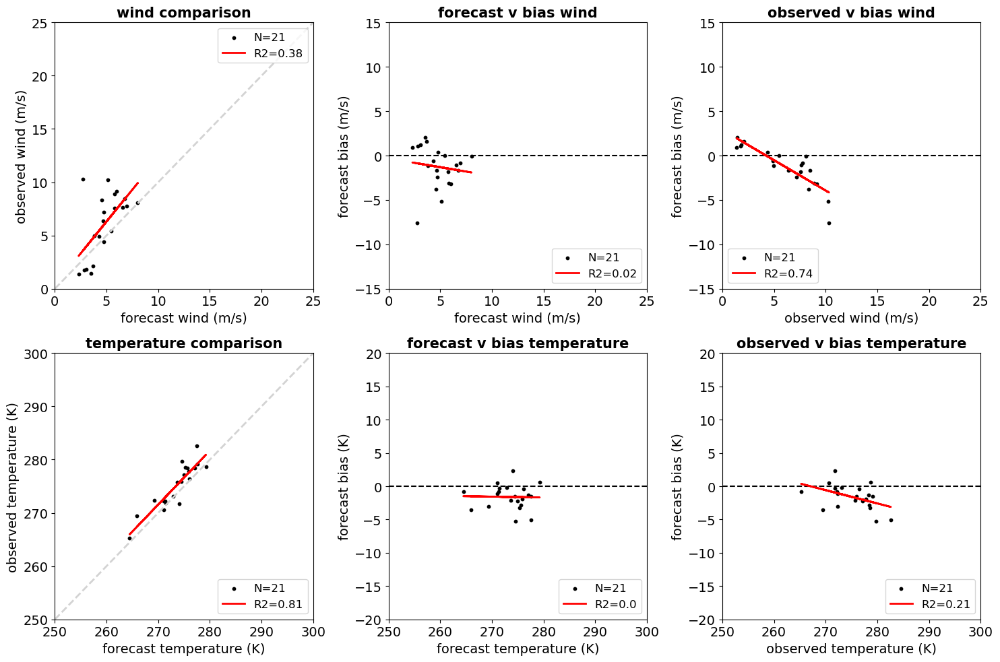 wind comparison
25
20
15
10
5
0
0
5
10
15
20
25
observed wind (m/s)
forecast wind (m/s)
N=21
R2=0.38
forecast v bias wind
15
10
5
0
−5
−10
−15
0
5
10
15
20
25
forecast bias (m/s)
forecast wind (m/s)
N=21
R2=0.02
observed v bias wind
15
10
5
0
−5
−10
−15
0
5
10
15
20
25
forecast bias (m/s)
observed wind (m/s)
N=21
R2=0.74
temperature comparison
300
290
280
270
260
250
250
260
270
280
290
300
observed temperature (K)
forecast temperature (K)
N=21
R2=0.81
forecast v bias temperature
20
15
10
5
0
−5
−10
−15
−20
250
260
270
280
290
300
forecast bias (K)
forecast temperature (K)
N=21
R2=0.0
observed v bias temperature
20
15
10
5
0
−5
−10
−15
−20
250
260
270
280
290
300
forecast bias (K)
observed temperature (K)
N=21
R2=0.21